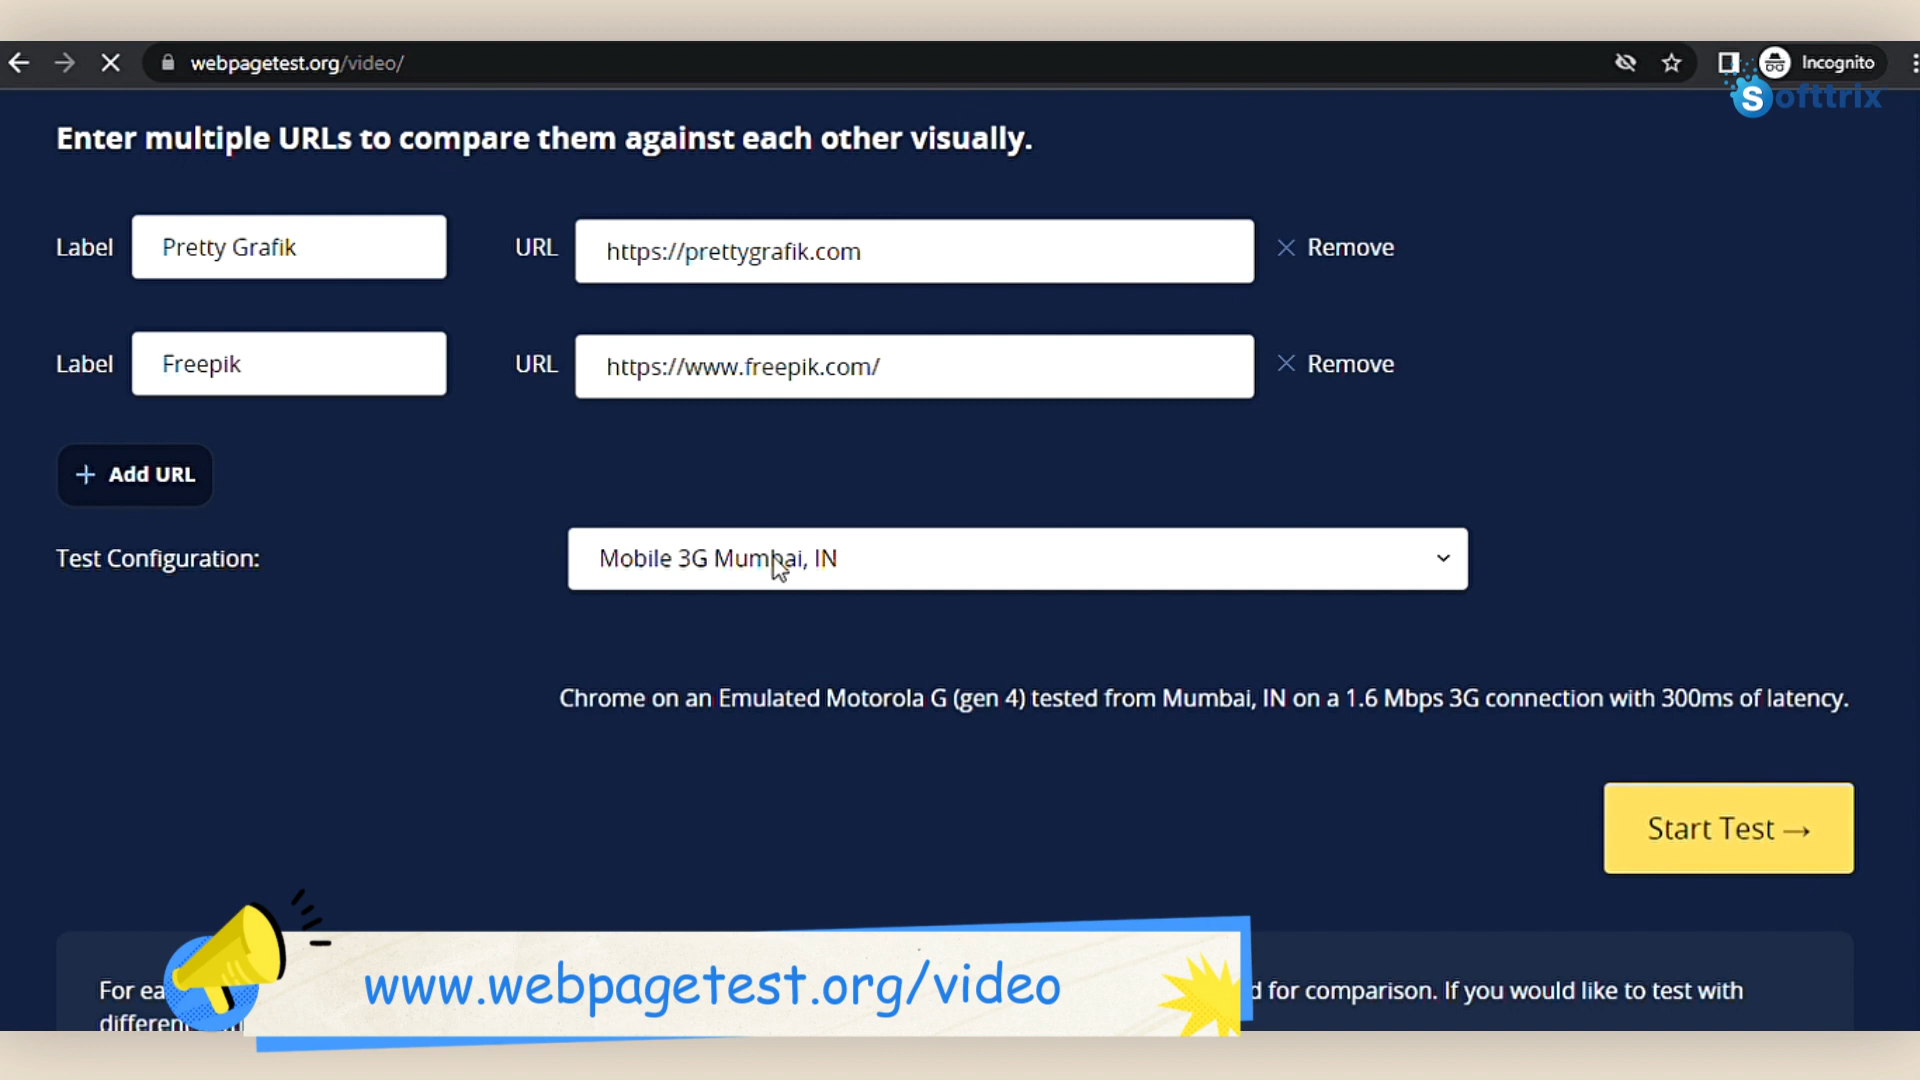 webpagetest.org/video/
Incognito
Softtrix
Enter multiple URLs to compare them against each other visually.
Label Pretty Grafik URL https://prettygrafik.com Remove
Label Freepik URL https://www.freepik.com/ Remove
+ Add URL
Test Configuration: Mobile 3G Mumbai, IN
Chrome on an Emulated Motorola G (gen 4) tested from Mumbai, IN on a 1.6 Mbps 3G connection with 300ms of latency.
Start Test →
For d for comparison. If you would like to test with
www.webpagetest.org/video